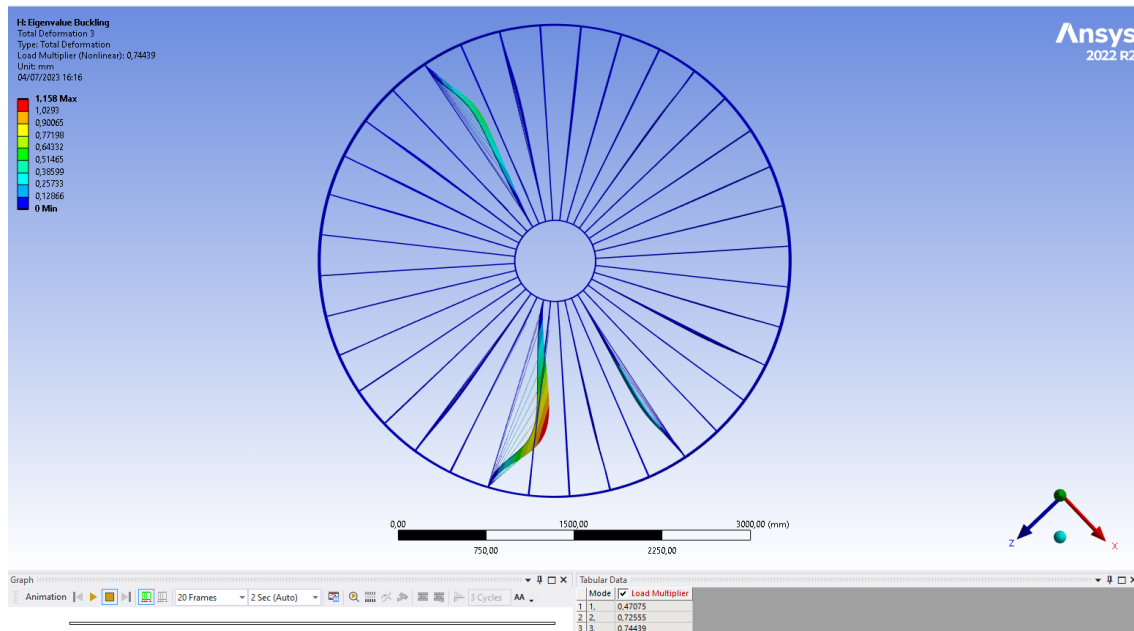 H: Eigenvalue Buckling
Total Deformation 3
Type: Total Deformation
Load Multiplier (Nonlinear): 0,74439
Unit: mm
04/07/2023 16:16
1,158 Max
1,0293
0,90065
0,77198
0,64332
0,51465
0,38599
0,25733
0,12866
0 Min
Ansys
2022 R2
0,00 1500,00 3000,00 (mm)
750,00 2250,00
Z X
Graph
Animation 20 Frames 2 Sec (Auto) 3 Cycles AA
Tabular Data
Mode Load Multiplier
1 1, 0,47075
2 2, 0,72555
3 3, 0,74439